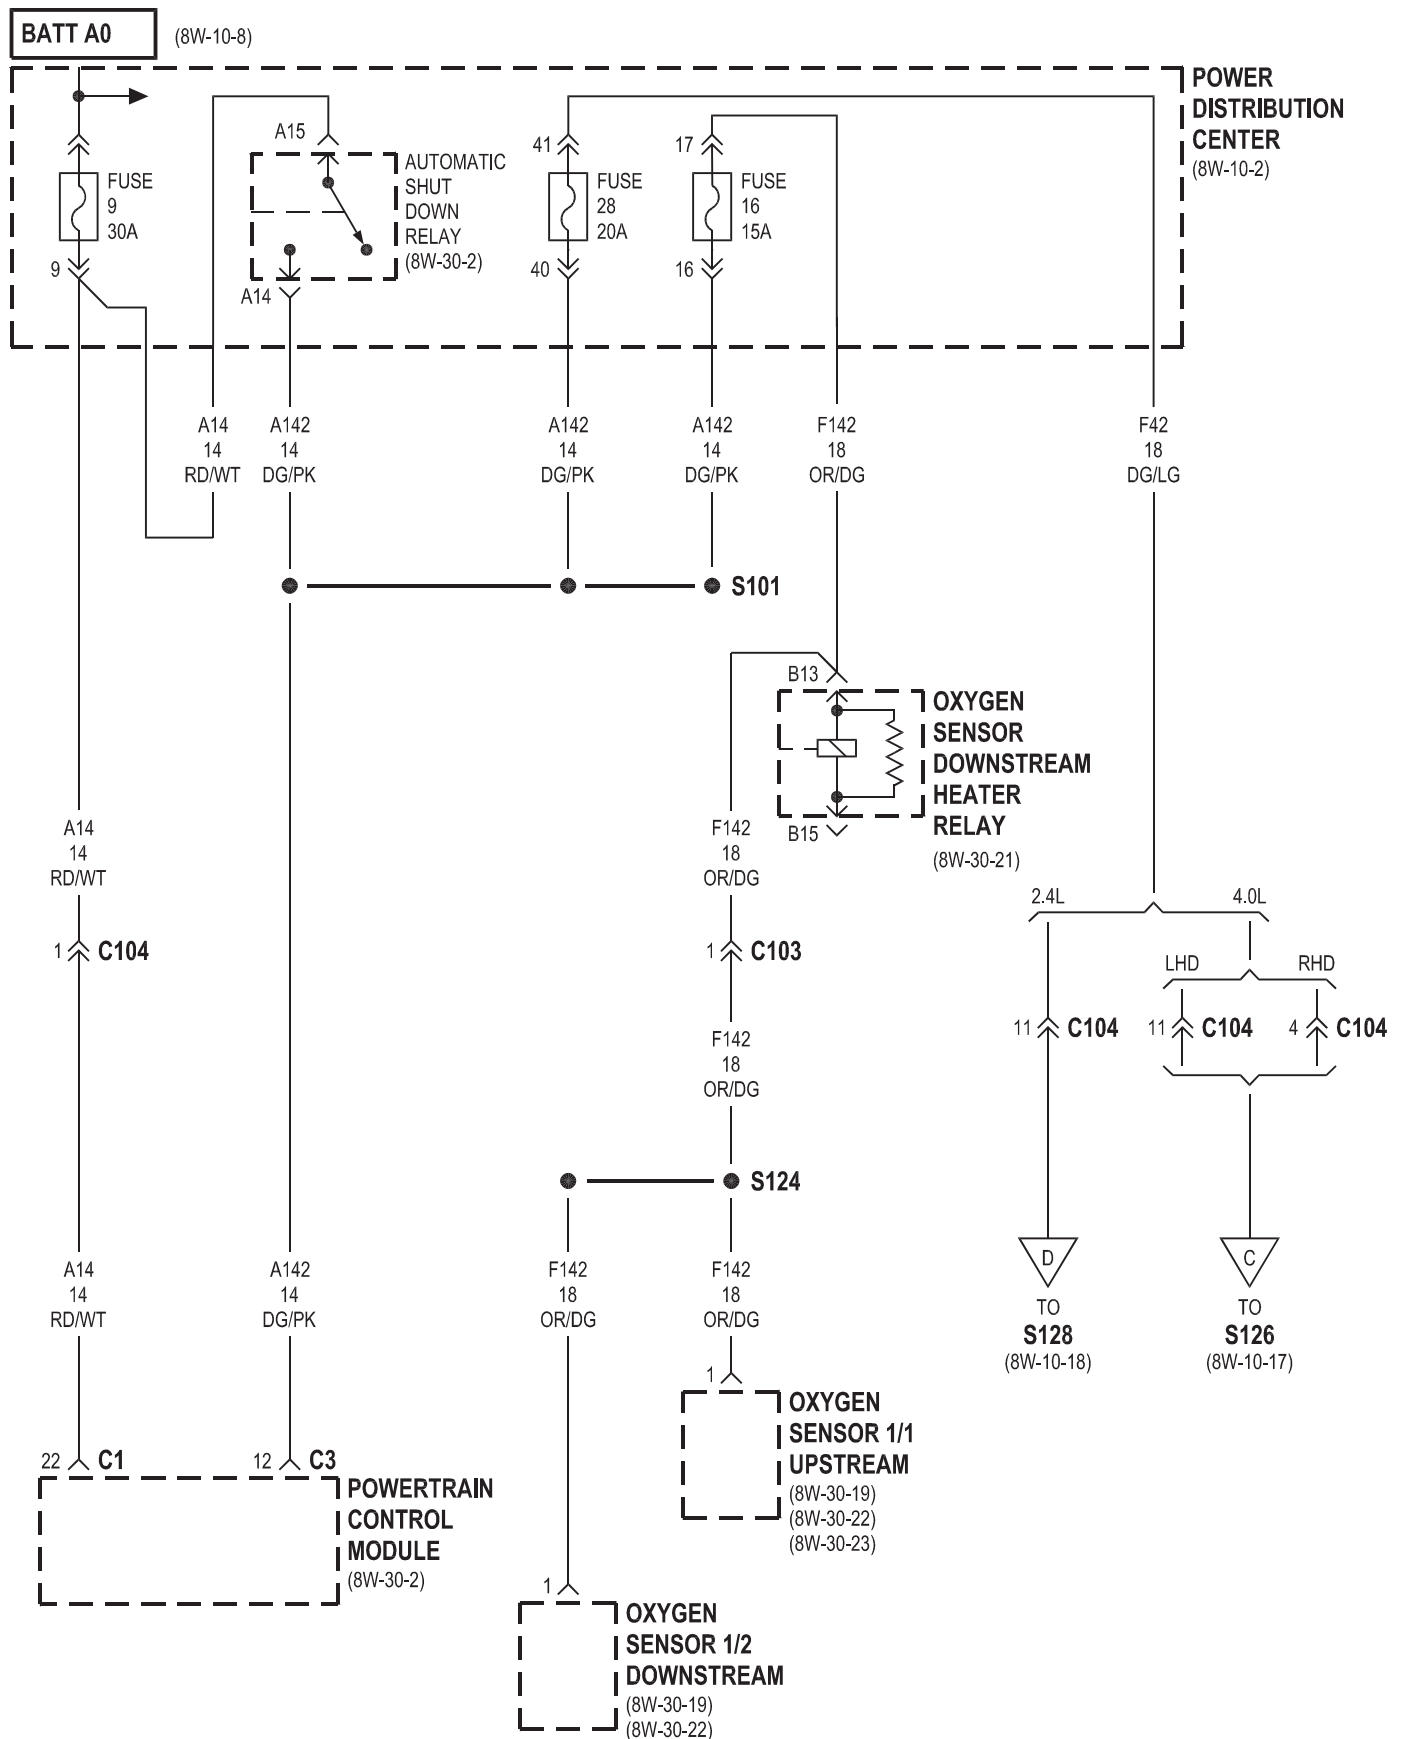 BATT A0
(8W-10-8)
POWER
DISTRIBUTION
CENTER
(8W-10-2)
FUSE
9
30A
9
A15
AUTOMATIC
SHUT
DOWN
RELAY
(8W-30-2)
A14
41
FUSE
28
20A
40
17
FUSE
16
15A
16
A14
14
RD/WT
A142
14
DG/PK
A142
14
DG/PK
A142
14
DG/PK
F142
18
OR/DG
F42
18
DG/LG
S101
B13
OXYGEN
SENSOR
DOWNSTREAM
HEATER
RELAY
(8W-30-21)
B15
A14
14
RD/WT
F142
18
OR/DG
2.4L
4.0L
1
C104
1
C103
LHD
RHD
11
C104
11
C104
4
C104
F142
18
OR/DG
S124
A14
14
RD/WT
A142
14
DG/PK
F142
18
OR/DG
F142
18
OR/DG
D
TO
S128
(8W-10-18)
C
TO
S126
(8W-10-17)
1
OXYGEN
SENSOR 1/1
UPSTREAM
(8W-30-19)
(8W-30-22)
(8W-30-23)
22
C1
12
C3
POWERTRAIN
CONTROL
MODULE
(8W-30-2)
1
OXYGEN
SENSOR 1/2
DOWNSTREAM
(8W-30-19)
(8W-30-22)